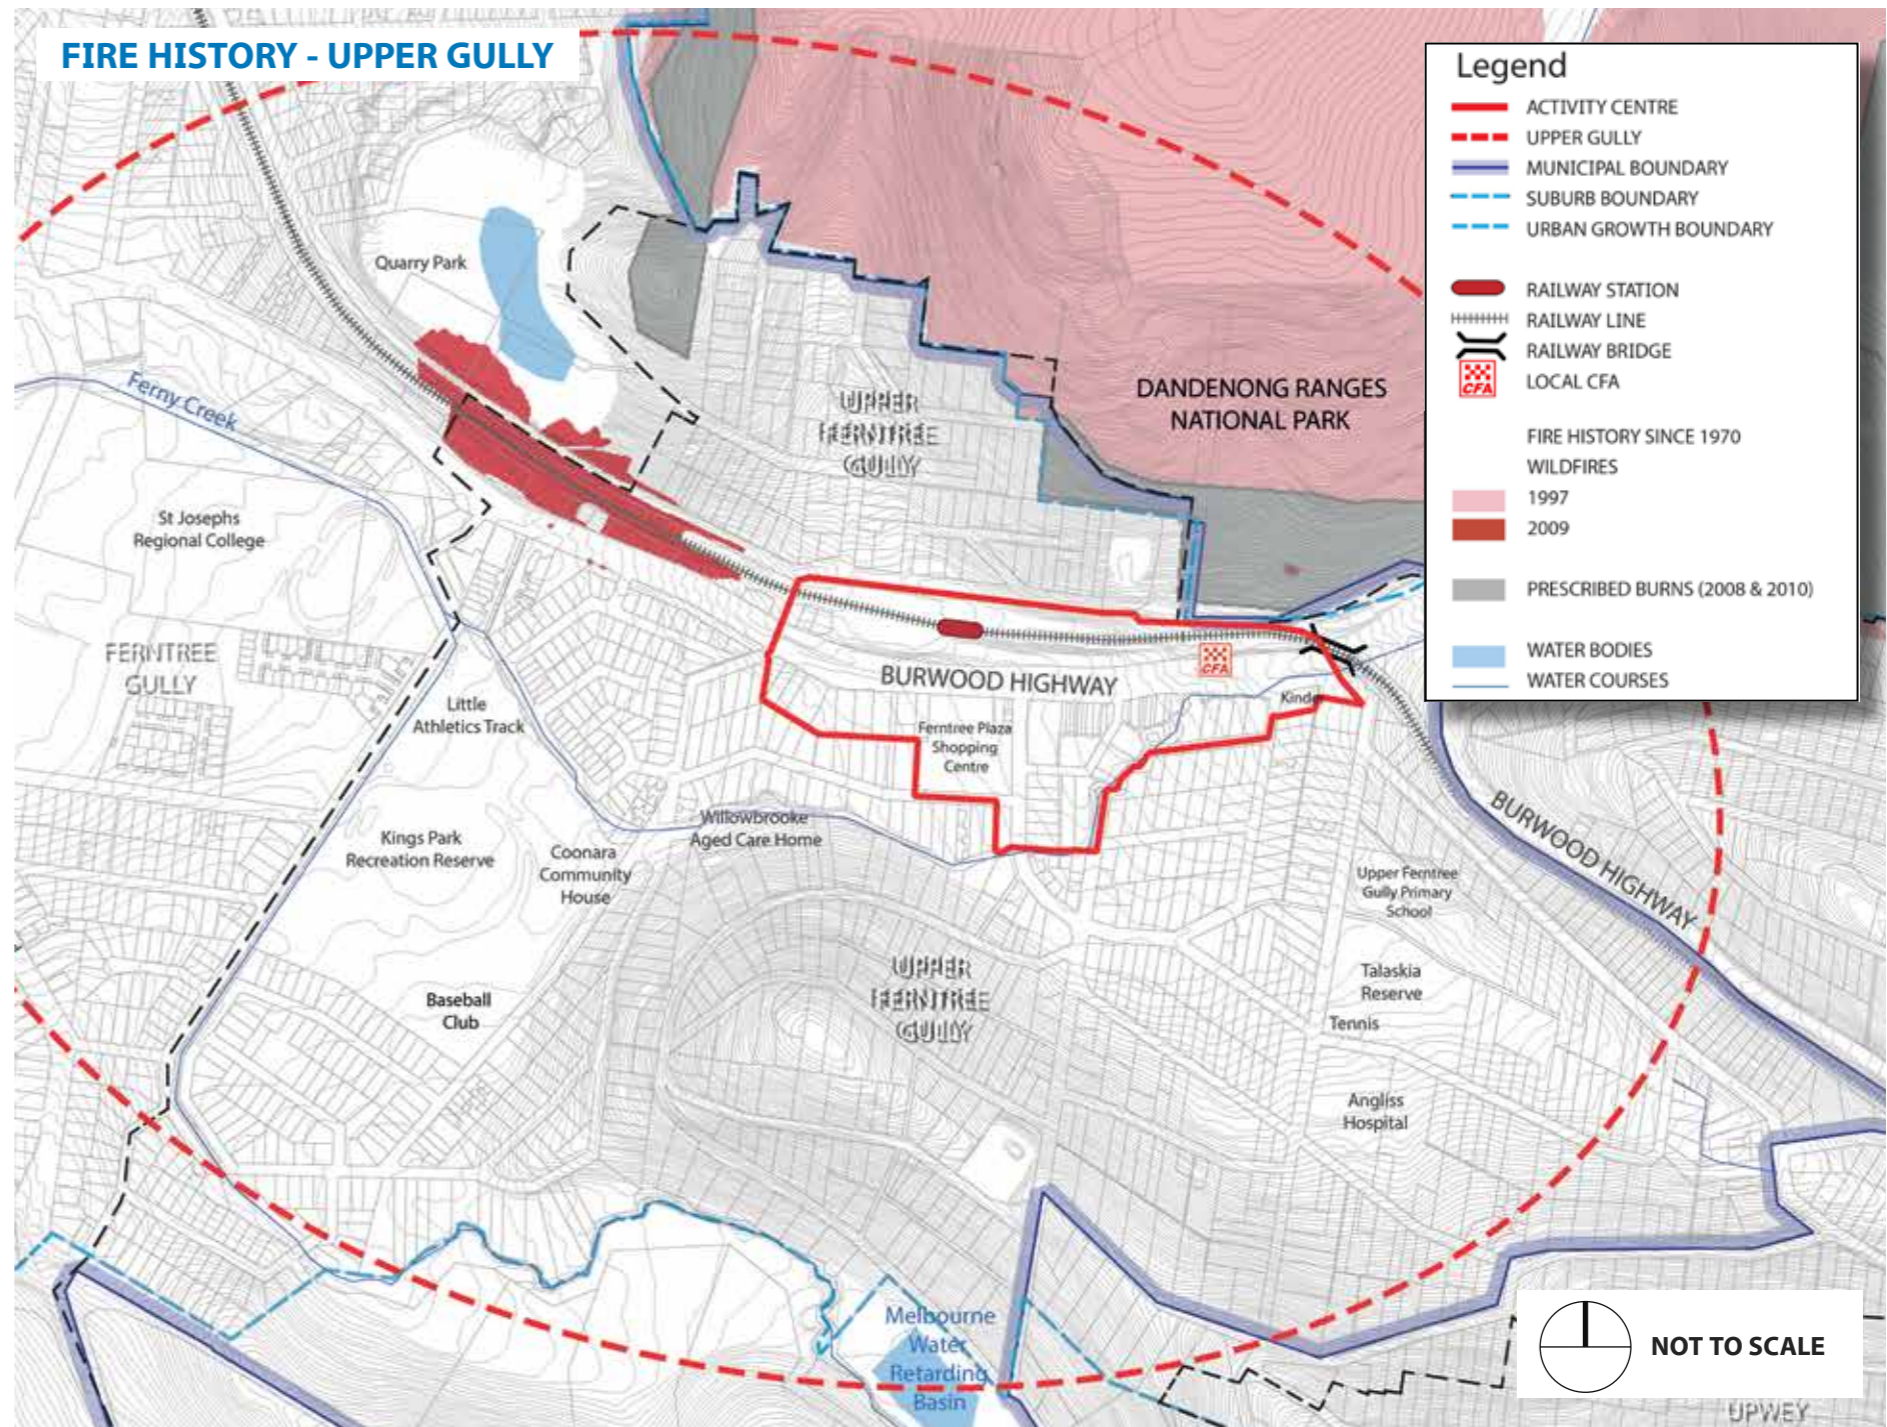 FIRE HISTORY - UPPER GULLY
Legend
ACTIVITY CENTRE
UPPER GULLY
MUNICIPAL BOUNDARY
SUBURB BOUNDARY
URBAN GROWTH BOUNDARY
RAILWAY STATION
RAILWAY LINE
RAILWAY BRIDGE
CFA
LOCAL CFA
FIRE HISTORY SINCE 1970
WILDFIRES
1997
2009
PRESCRIBED BURNS (2008 & 2010)
WATER BODIES
WATER COURSES
Quarry Park
Ferny Creek
UPPER
FERNTREE
GULLY
DANDENONG RANGES
NATIONAL PARK
St Josephs
Regional College
FERNTREE
GULLY
Little
Athletics Track
BURWOOD HIGHWAY
CFA
Kinder
Ferntree Plaza
Shopping
Centre
Willowbrooke
Aged Care Home
Kings Park
Recreation Reserve
Coonara
Community
House
BURWOOD HIGHWAY
Upper Ferntree
Gully Primary
School
UPPER
FERNTREE
GULLY
Talaskia
Reserve
Tennis
Baseball
Club
Angliss
Hospital
Melbourne
Water
Retarding
Basin
NOT TO SCALE
UPWEY